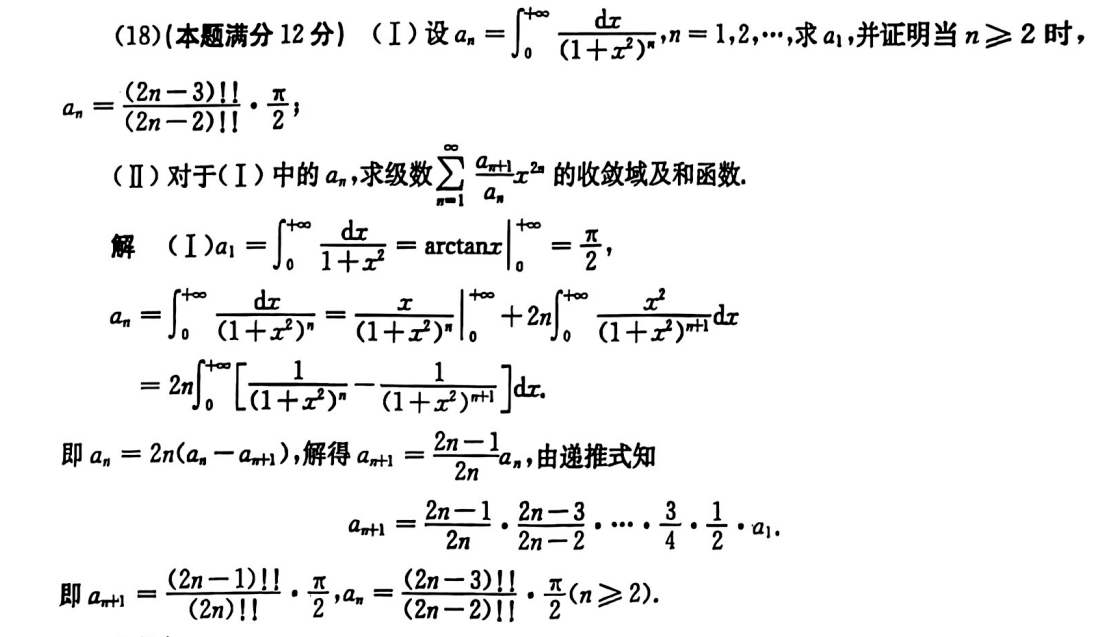 (18)(本题满分 12 分) (Ⅰ)设 $a_n = \int_0^{+\infty} \frac{dx}{(1+x^2)^n}$,n = 1,2,⋯,求 $a_1$,并证明当 n ⩾ 2 时,
$a_n = \frac{(2n-3)!!}{(2n-2)!!} \cdot \frac{\pi}{2}$;
(Ⅱ)对于(Ⅰ)中的 $a_n$,求级数 $\sum_{n=1}^{\infty} \frac{a_{n+1}}{a_n} x^{2n}$ 的收敛域及和函数.
解 (Ⅰ)$a_1 = \int_0^{+\infty} \frac{dx}{1+x^2} = \arctan x \Big|_0^{+\infty} = \frac{\pi}{2}$,
$a_n = \int_0^{+\infty} \frac{dx}{(1+x^2)^n} = \frac{x}{(1+x^2)^n} \Big|_0^{+\infty} + 2n \int_0^{+\infty} \frac{x^2}{(1+x^2)^{n+1}} dx$
$= 2n \int_0^{+\infty} \left[ \frac{1}{(1+x^2)^n} - \frac{1}{(1+x^2)^{n+1}} \right] dx.$
即 $a_n = 2n(a_n - a_{n+1})$,解得 $a_{n+1} = \frac{2n-1}{2n} a_n$,由递推式知
$a_{n+1} = \frac{2n-1}{2n} \cdot \frac{2n-3}{2n-2} \cdot \cdots \cdot \frac{3}{4} \cdot \frac{1}{2} \cdot a_1.$
即 $a_{n+1} = \frac{(2n-1)!!}{(2n)!!} \cdot \frac{\pi}{2}$,$a_n = \frac{(2n-3)!!}{(2n-2)!!} \cdot \frac{\pi}{2}$(n ⩾ 2).